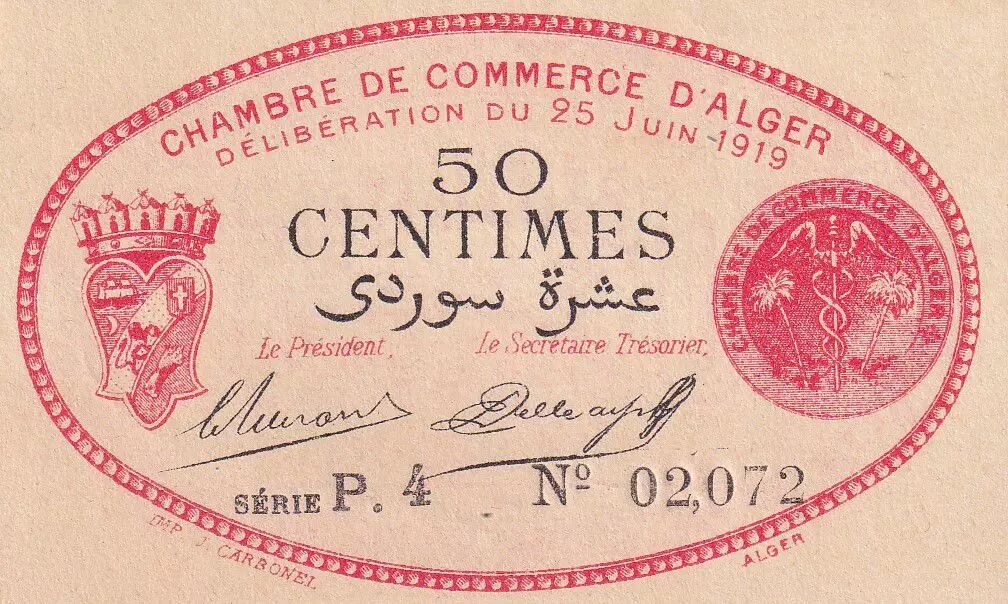 CHAMBRE DE COMMERCE D'ALGER
DÉLIBÉRATION DU 25 JUIN 1919
50
CENTIMES
عشرة سوردي
CHAMBRE DE COMMERCE D'ALGER
Le Président,
Le Secrétaire Trésorier,
SÉRIE P. 4 Nº 02,072
IMP. J. CARBONEL
ALGER